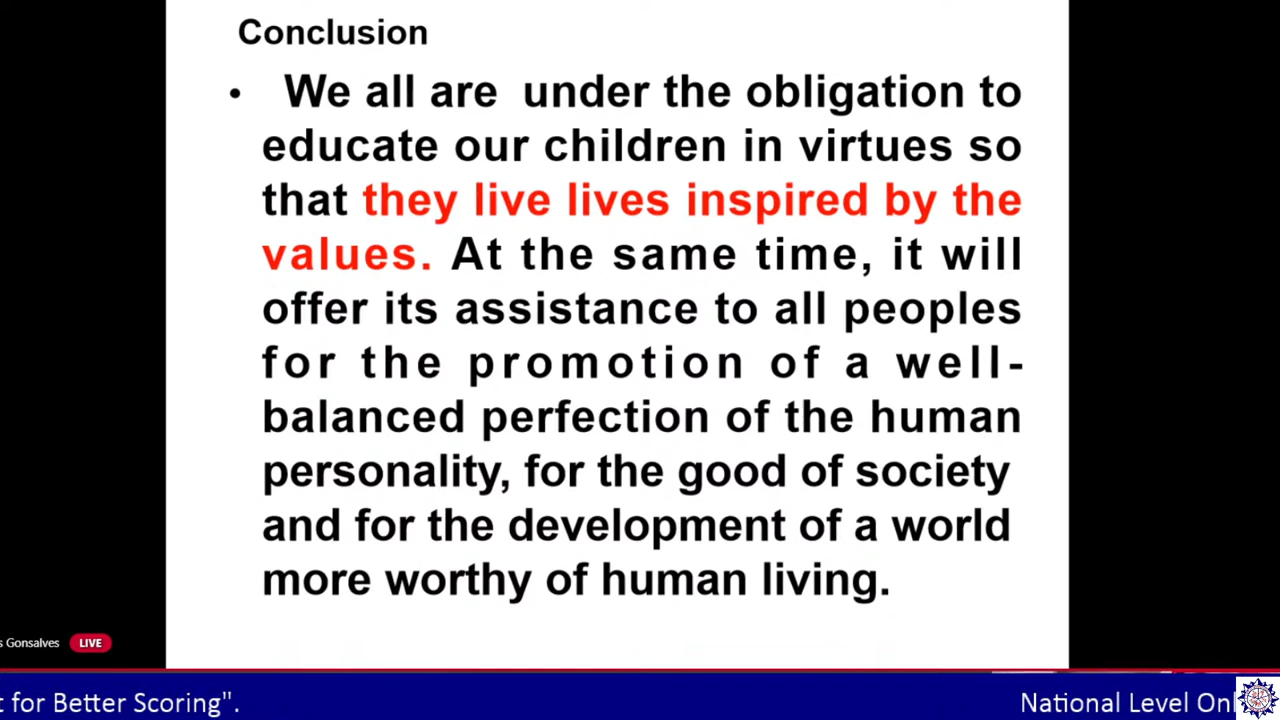 Conclusion
• We all are under the obligation to
educate our children in virtues so
that they live lives inspired by the
values. At the same time, it will
offer its assistance to all peoples
for the promotion of a well-
balanced perfection of the human
personality, for the good of society
and for the development of a world
more worthy of human living.
s Gonsalves LIVE
t for Better Scoring". National Level Onl